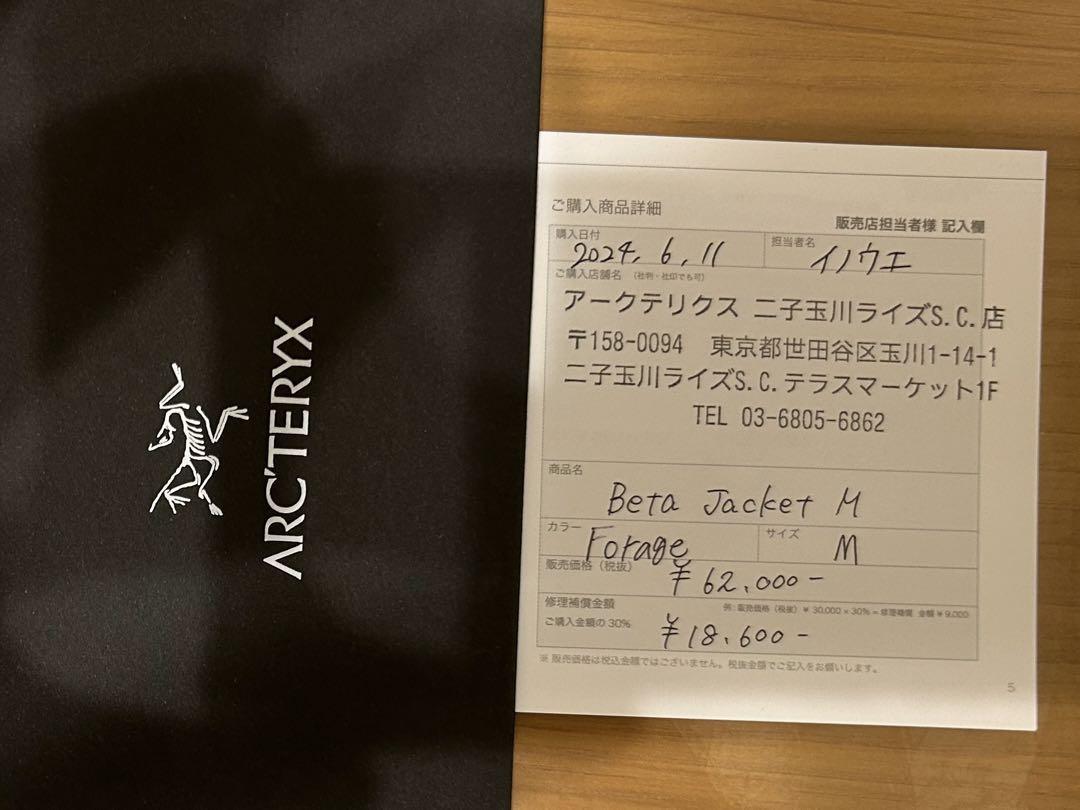 ARC'TERYX
ご購入商品詳細
販売店担当者様 記入欄
購入日付
2024. 6. 11
担当者名
イノウエ
ご購入店舗名 (社判・社印でも可)
アークテリクス 二子玉川ライズS.C.店
〒158-0094 東京都世田谷区玉川1-14-1
二子玉川ライズS.C.テラスマーケット1F
TEL 03-6805-6862
商品名
Beta Jacket M
カラー
Forage
サイズ
M
販売価格(税抜)
¥62,000-
修理補償金額
例:販売価格(税抜)¥30,000×30%=修理補償 金額¥9,000
ご購入金額の30%
¥18,600-
※ 販売価格は税込金額ではございません。税抜金額でご記入をお願いします。
5